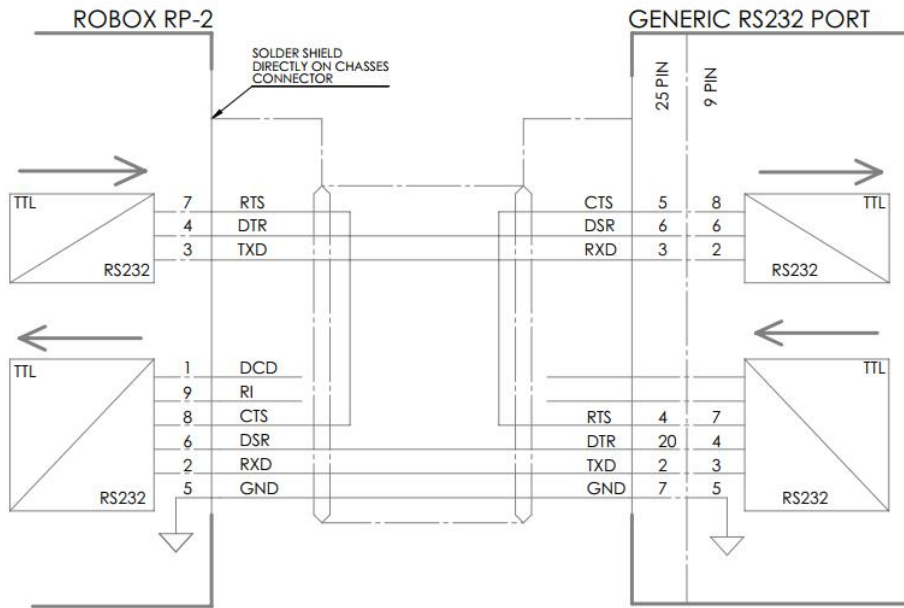 ROBOX RP-2
GENERIC RS232 PORT
SOLDER SHIELD
DIRECTLY ON CHASSES
CONNECTOR
25 PIN
9 PIN
TTL
RS232
7 RTS
4 DTR
3 TXD
CTS 5 8
DSR 6 6
RXD 3 2
TTL
RS232
TTL
RS232
1 DCD
9 RI
8 CTS
6 DSR
2 RXD
5 GND
RTS 4 7
DTR 20 4
TXD 2 3
GND 7 5
TTL
RS232